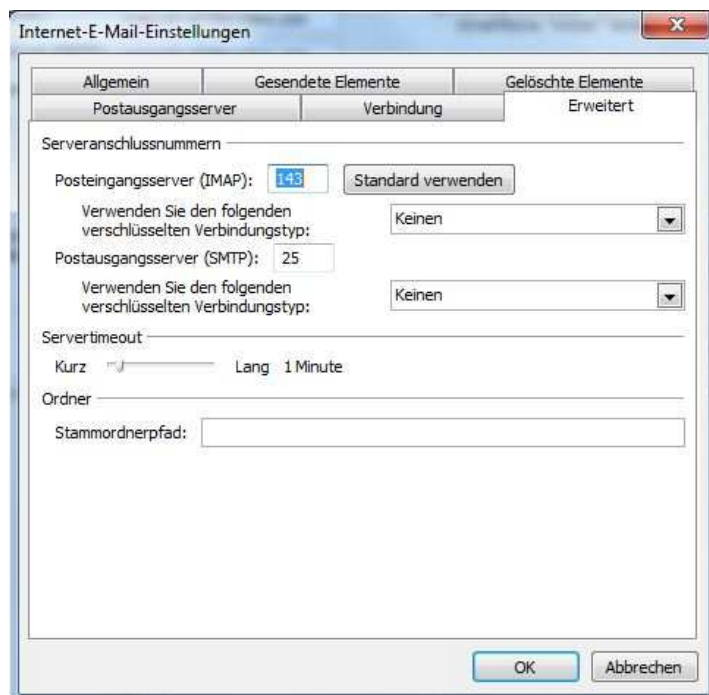 Internet-E-Mail-Einstellungen
Allgemein
Gesendete Elemente
Gelöschte Elemente
Postausgangsserver
Verbindung
Erweitert
Serveranschlussnummern
Posteingangsserver (IMAP): 143 Standard verwenden
Verwenden Sie den folgenden
verschlüsselten Verbindungstyp:
Keinen
Postausgangsserver (SMTP): 25
Verwenden Sie den folgenden
verschlüsselten Verbindungstyp:
Keinen
Servertimeout
Kurz Lang 1 Minute
Ordner
Stammordnerpfad:
OK Abbrechen